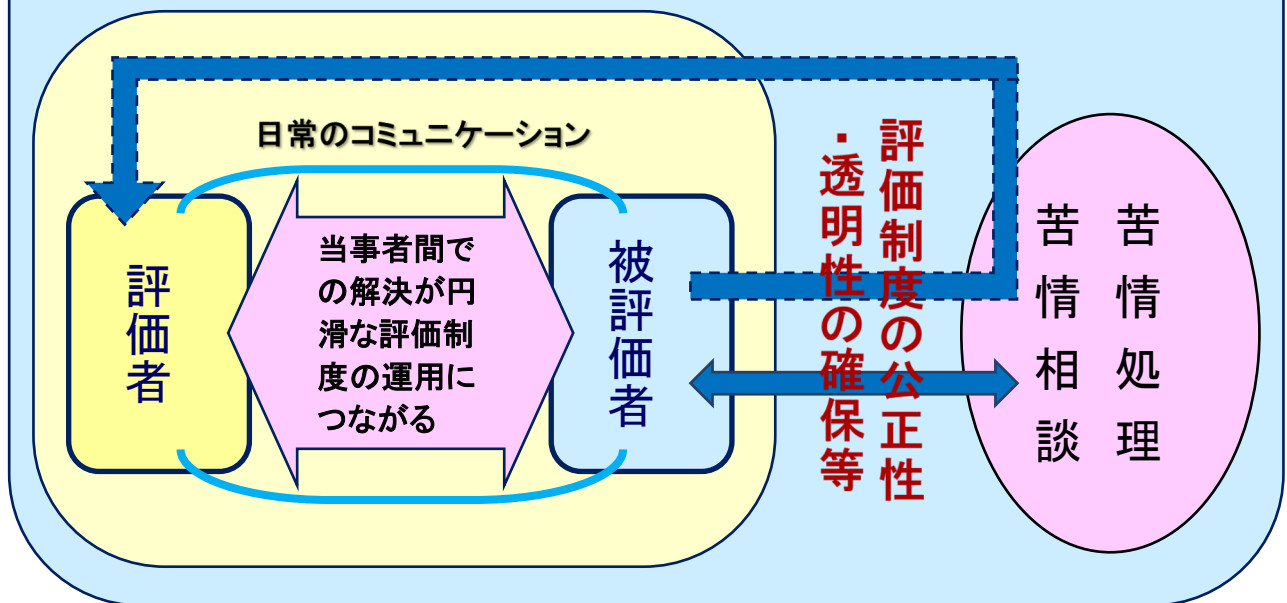 日常のコミュニケーション
評価者
当事者間で
の解決が円
滑な評価制
度の運用に
つながる
被評価者
評価制度の公正性
・透明性の確保等
苦情処理
苦情相談